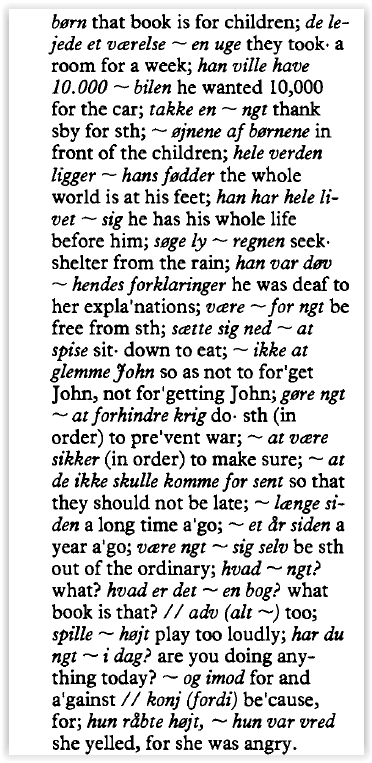 børn that book is for children; de le-
jede et værelse ~ en uge they took· a
room for a week; han ville have
10.000 ~ bilen he wanted 10,000
for the car; takke en ~ ngt thank
sby for sth; ~ øjnene af børnene in
front of the children; hele verden
ligger ~ hans fødder the whole
world is at his feet; han har hele li-
vet ~ sig he has his whole life
before him; søge ly ~ regnen seek·
shelter from the rain; han var døv
~ hendes forklaringer he was deaf to
her expla'nations; være ~ for ngt be
free from sth; sætte sig ned ~ at
spise sit· down to eat; ~ ikke at
glemme John so as not to for'get
John, not for'getting John; gøre ngt
~ at forhindre krig do· sth (in
order) to pre'vent war; ~ at være
sikker (in order) to make sure; ~ at
de ikke skulle komme for sent so that
they should not be late; ~ længe si-
den a long time a'go; ~ et år siden a
year a'go; være ngt ~ sig selv be sth
out of the ordinary; hvad ~ ngt?
what? hvad er det ~ en bog? what
book is that? // adv (alt ~) too;
spille ~ højt play too loudly; har du
ngt ~ i dag? are you doing any-
thing today? ~ og imod for and
a'gainst // konj (fordi) be'cause,
for; hun råbte højt, ~ hun var vred
she yelled, for she was angry.